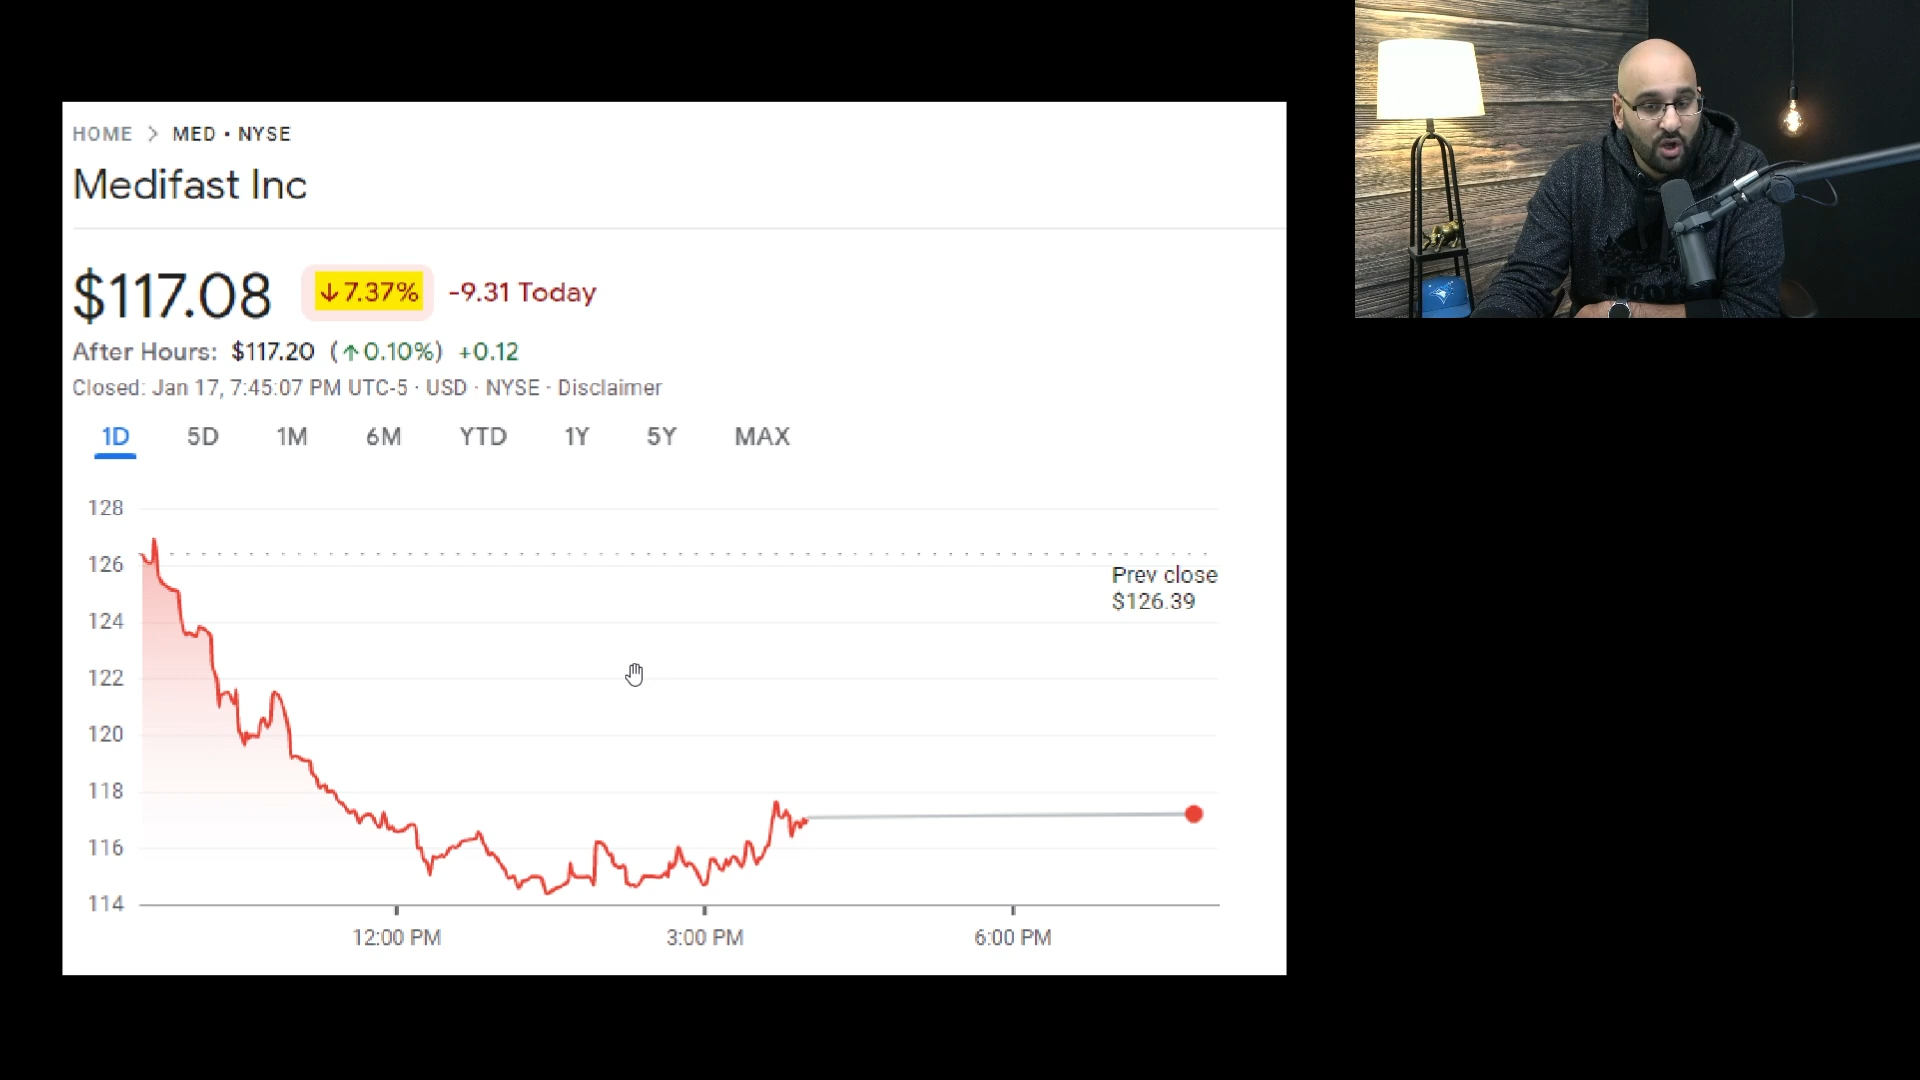 HOME > MED • NYSE
Medifast Inc
$117.08 ↓7.37% -9.31 Today
After Hours: $117.20 (↑0.10%) +0.12
Closed: Jan 17, 7:45:07 PM UTC-5 · USD · NYSE · Disclaimer
1D 5D 1M 6M YTD 1Y 5Y MAX
128
126
Prev close
$126.39
124
122
120
118
116
114
12:00 PM 3:00 PM 6:00 PM